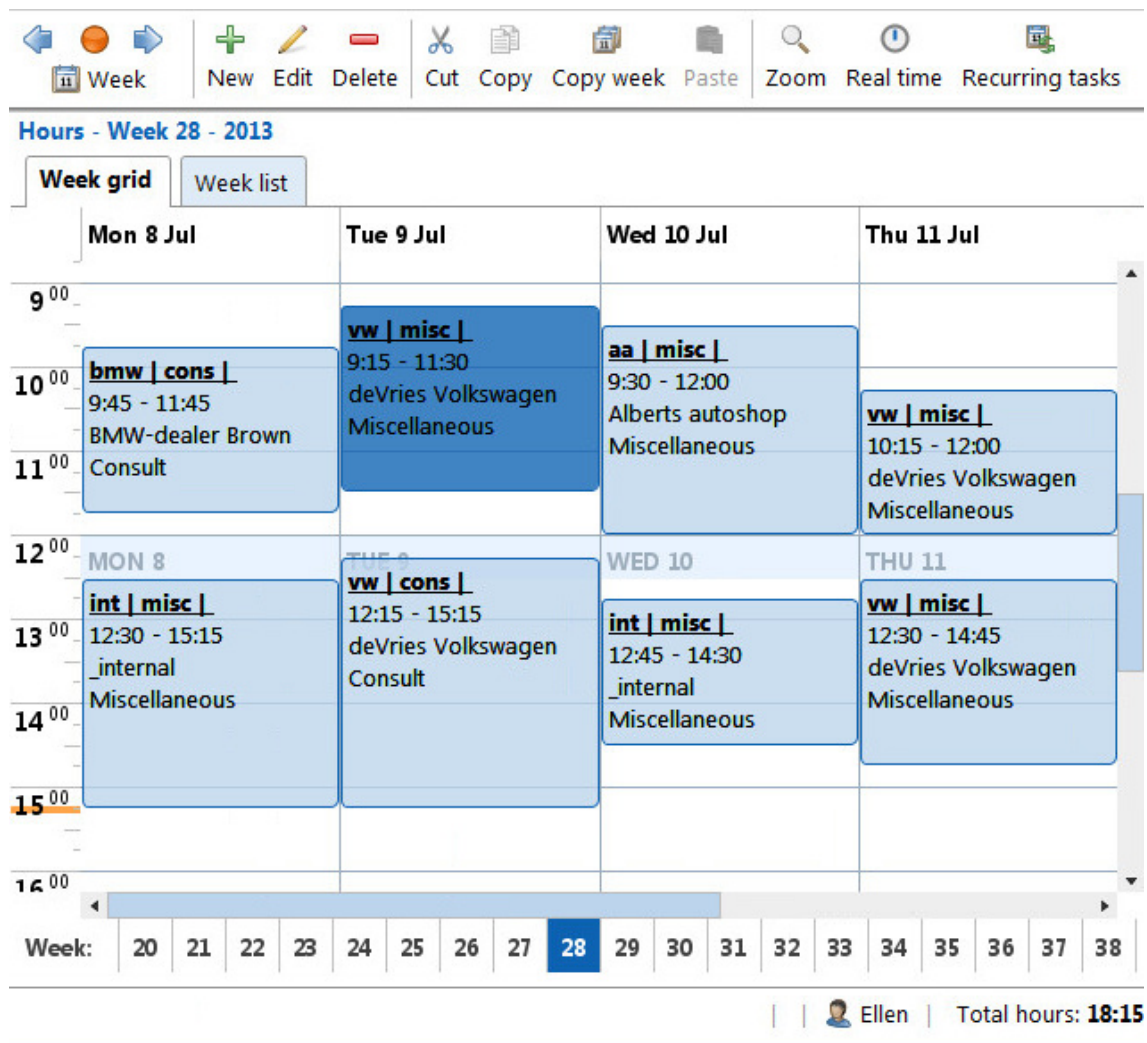 Week New Edit Delete Cut Copy Copy week Paste Zoom Real time Recurring tasks
Hours - Week 28 - 2013
Week grid Week list
Mon 8 Jul Tue 9 Jul Wed 10 Jul Thu 11 Jul
9 00
10 00
11 00
12 00
13 00
14 00
15 00
16 00
bmw | cons |
9:45 - 11:45
BMW-dealer Brown
Consult
MON 8
int | misc |
12:30 - 15:15
_internal
Miscellaneous
vw | misc |
9:15 - 11:30
deVries Volkswagen
Miscellaneous
TUE 9
vw | cons |
12:15 - 15:15
deVries Volkswagen
Consult
aa | misc |
9:30 - 12:00
Alberts autoshop
Miscellaneous
WED 10
int | misc |
12:45 - 14:30
_internal
Miscellaneous
vw | misc |
10:15 - 12:00
deVries Volkswagen
Miscellaneous
THU 11
vw | misc |
12:30 - 14:45
deVries Volkswagen
Miscellaneous
Week: 20 21 22 23 24 25 26 27 28 29 30 31 32 33 34 35 36 37 38
| | Ellen | Total hours: 18:15